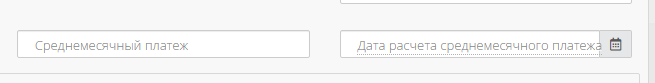 Среднемесячный платеж
Дата расчета среднемесячного платежа